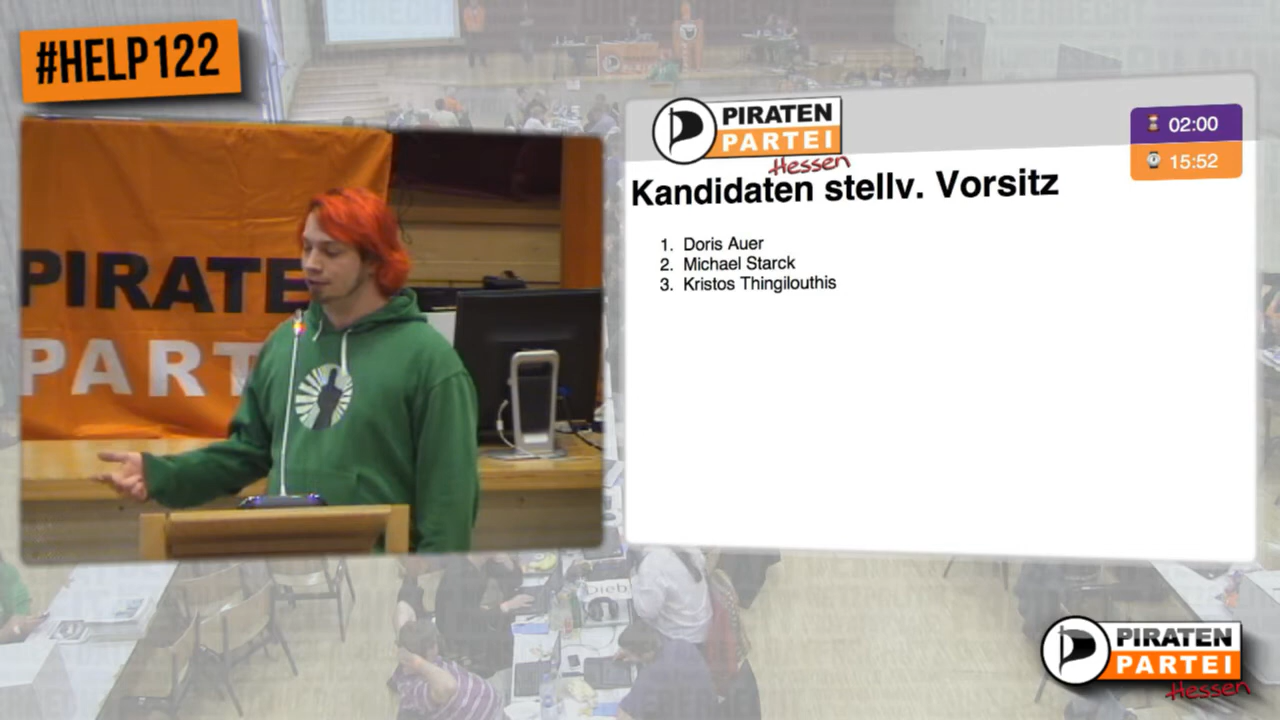 #HELP122
PIRATEN
PARTEI
Hessen
02:00
15:52
Kandidaten stellv. Vorsitz
1. Doris Auer
2. Michael Starck
3. Kristos Thingilouthis
PIRATE
PART
Dieb
PIRATEN
PARTEI
Hessen